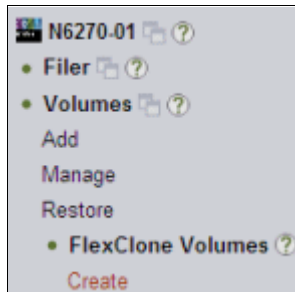 N6270-01
Filer
Volumes
Add
Manage
Restore
FlexClone Volumes
Create